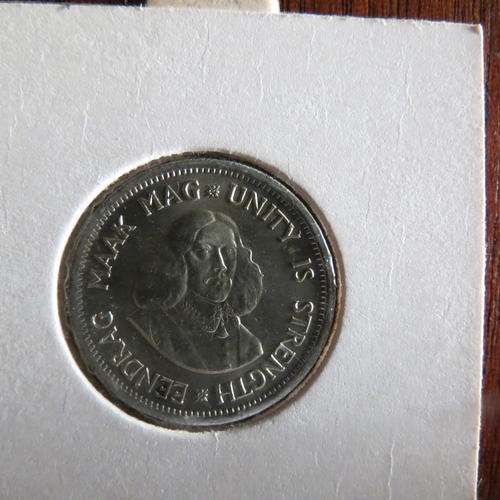 EENDRAG MAAK MAG * UNITY IS STRENGTH *